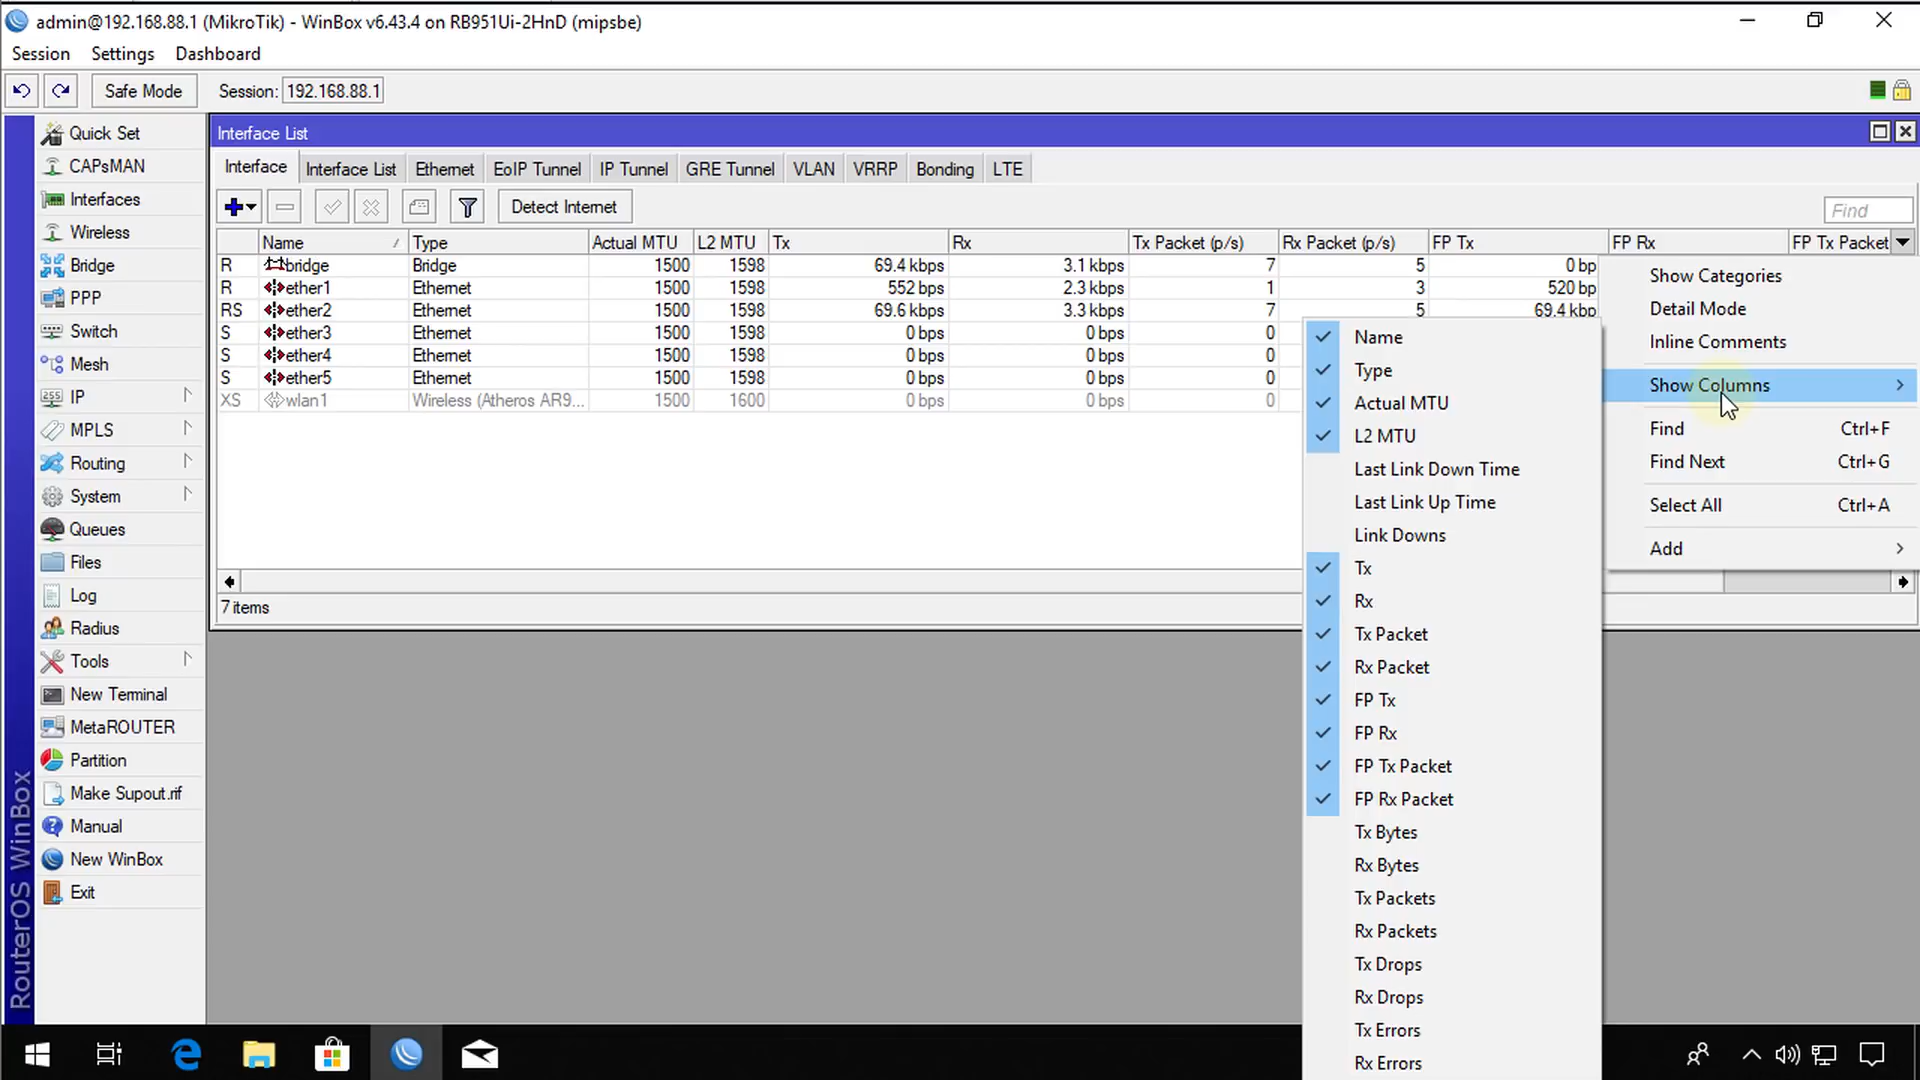 admin@192.168.88.1 (MikroTik) - WinBox v6.43.4 on RB951Ui-2HnD (mipsbe)
Session Settings Dashboard
Safe Mode Session: 192.168.88.1
Interface List
Interface Interface List Ethernet EoIP Tunnel IP Tunnel GRE Tunnel VLAN VRRP Bonding LTE
Detect Internet Find
Name Type Actual MTU L2 MTU Tx Rx Tx Packet (p/s) Rx Packet (p/s) FP Tx FP Rx FP Tx Packet
R bridge Bridge 1500 1598 69.4 kbps 3.1 kbps 7 5 0 bp
R ether1 Ethernet 1500 1598 552 bps 2.3 kbps 1 3 520 bp
RS ether2 Ethernet 1500 1598 69.6 kbps 3.3 kbps 7 5 69.4 kbp
S ether3 Ethernet 1500 1598 0 bps 0 bps 0
S ether4 Ethernet 1500 1598 0 bps 0 bps 0
S ether5 Ethernet 1500 1598 0 bps 0 bps 0
XS wlan1 Wireless (Atheros AR9... 1500 1600 0 bps 0 bps 0
7 items
Quick Set
CAPsMAN
Interfaces
Wireless
Bridge
PPP
Switch
Mesh
255
IP
MPLS
Routing
System
Queues
Files
Log
Radius
Tools
New Terminal
MetaROUTER
Partition
Make Supout.rif
Manual
New WinBox
Exit
RouterOS WinBox
Name
Type
Actual MTU
L2 MTU
Last Link Down Time
Last Link Up Time
Link Downs
Tx
Rx
Tx Packet
Rx Packet
FP Tx
FP Rx
FP Tx Packet
FP Rx Packet
Tx Bytes
Rx Bytes
Tx Packets
Rx Packets
Tx Drops
Rx Drops
Tx Errors
Rx Errors
Show Categories
Detail Mode
Inline Comments
Show Columns
Find Ctrl+F
Find Next Ctrl+G
Select All Ctrl+A
Add